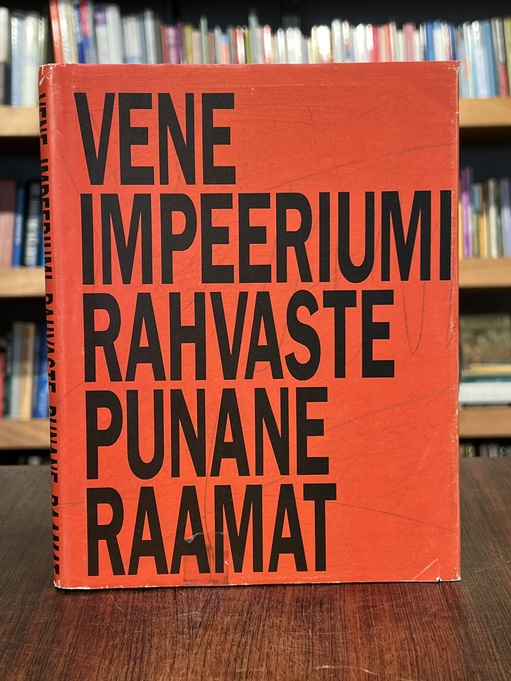 VENE
IMPEERIUMI
RAHVASTE
PUNANE
RAAMAT
VENE IMPEERIUMI RAHVASTE PUNANE RAAMAT